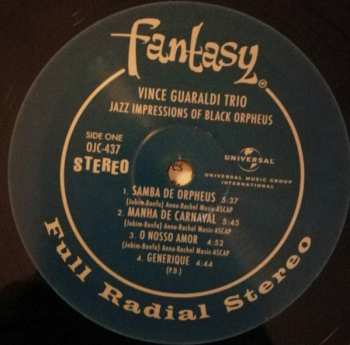 fantasy®
VINCE GUARALDI TRIO
JAZZ IMPRESSIONS OF BLACK ORPHEUS
SIDE ONE
OJC-437
STEREO
UNIVERSAL
UNIVERSAL MUSIC GROUP
INTERNATIONAL
1. SAMBA DE ORPHEUS 5:37
(Jobim-Bonfa) Anne-Rachel Music-ASCAP
2. MANHA DE CARNAVAL 5:45
(Jobim-Bonfa) Anne-Rachel Music-ASCAP
3. O NOSSO AMOR 4:52
(Jobim-Bonfa) Anne-Rachel Music-ASCAP
4. GENERIQUE 4:44
(P.D.)
Full Radial Stereo